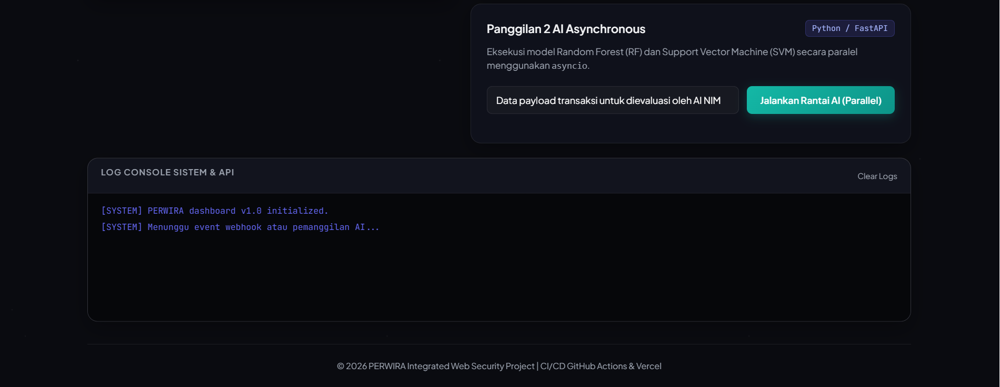 Panggilan 2 AI Asynchronous
Python / FastAPI
Eksekusi model Random Forest (RF) dan Support Vector Machine (SVM) secara paralel
menggunakan asyncio.
Data payload transaksi untuk dievaluasi oleh AI NIM
Jalankan Rantai AI (Parallel)
LOG CONSOLE SISTEM & API
Clear Logs
[SYSTEM] PERWIRA dashboard v1.0 initialized.
[SYSTEM] Menunggu event webhook atau pemanggilan AI...
© 2026 PERWIRA Integrated Web Security Project | CI/CD GitHub Actions & Vercel